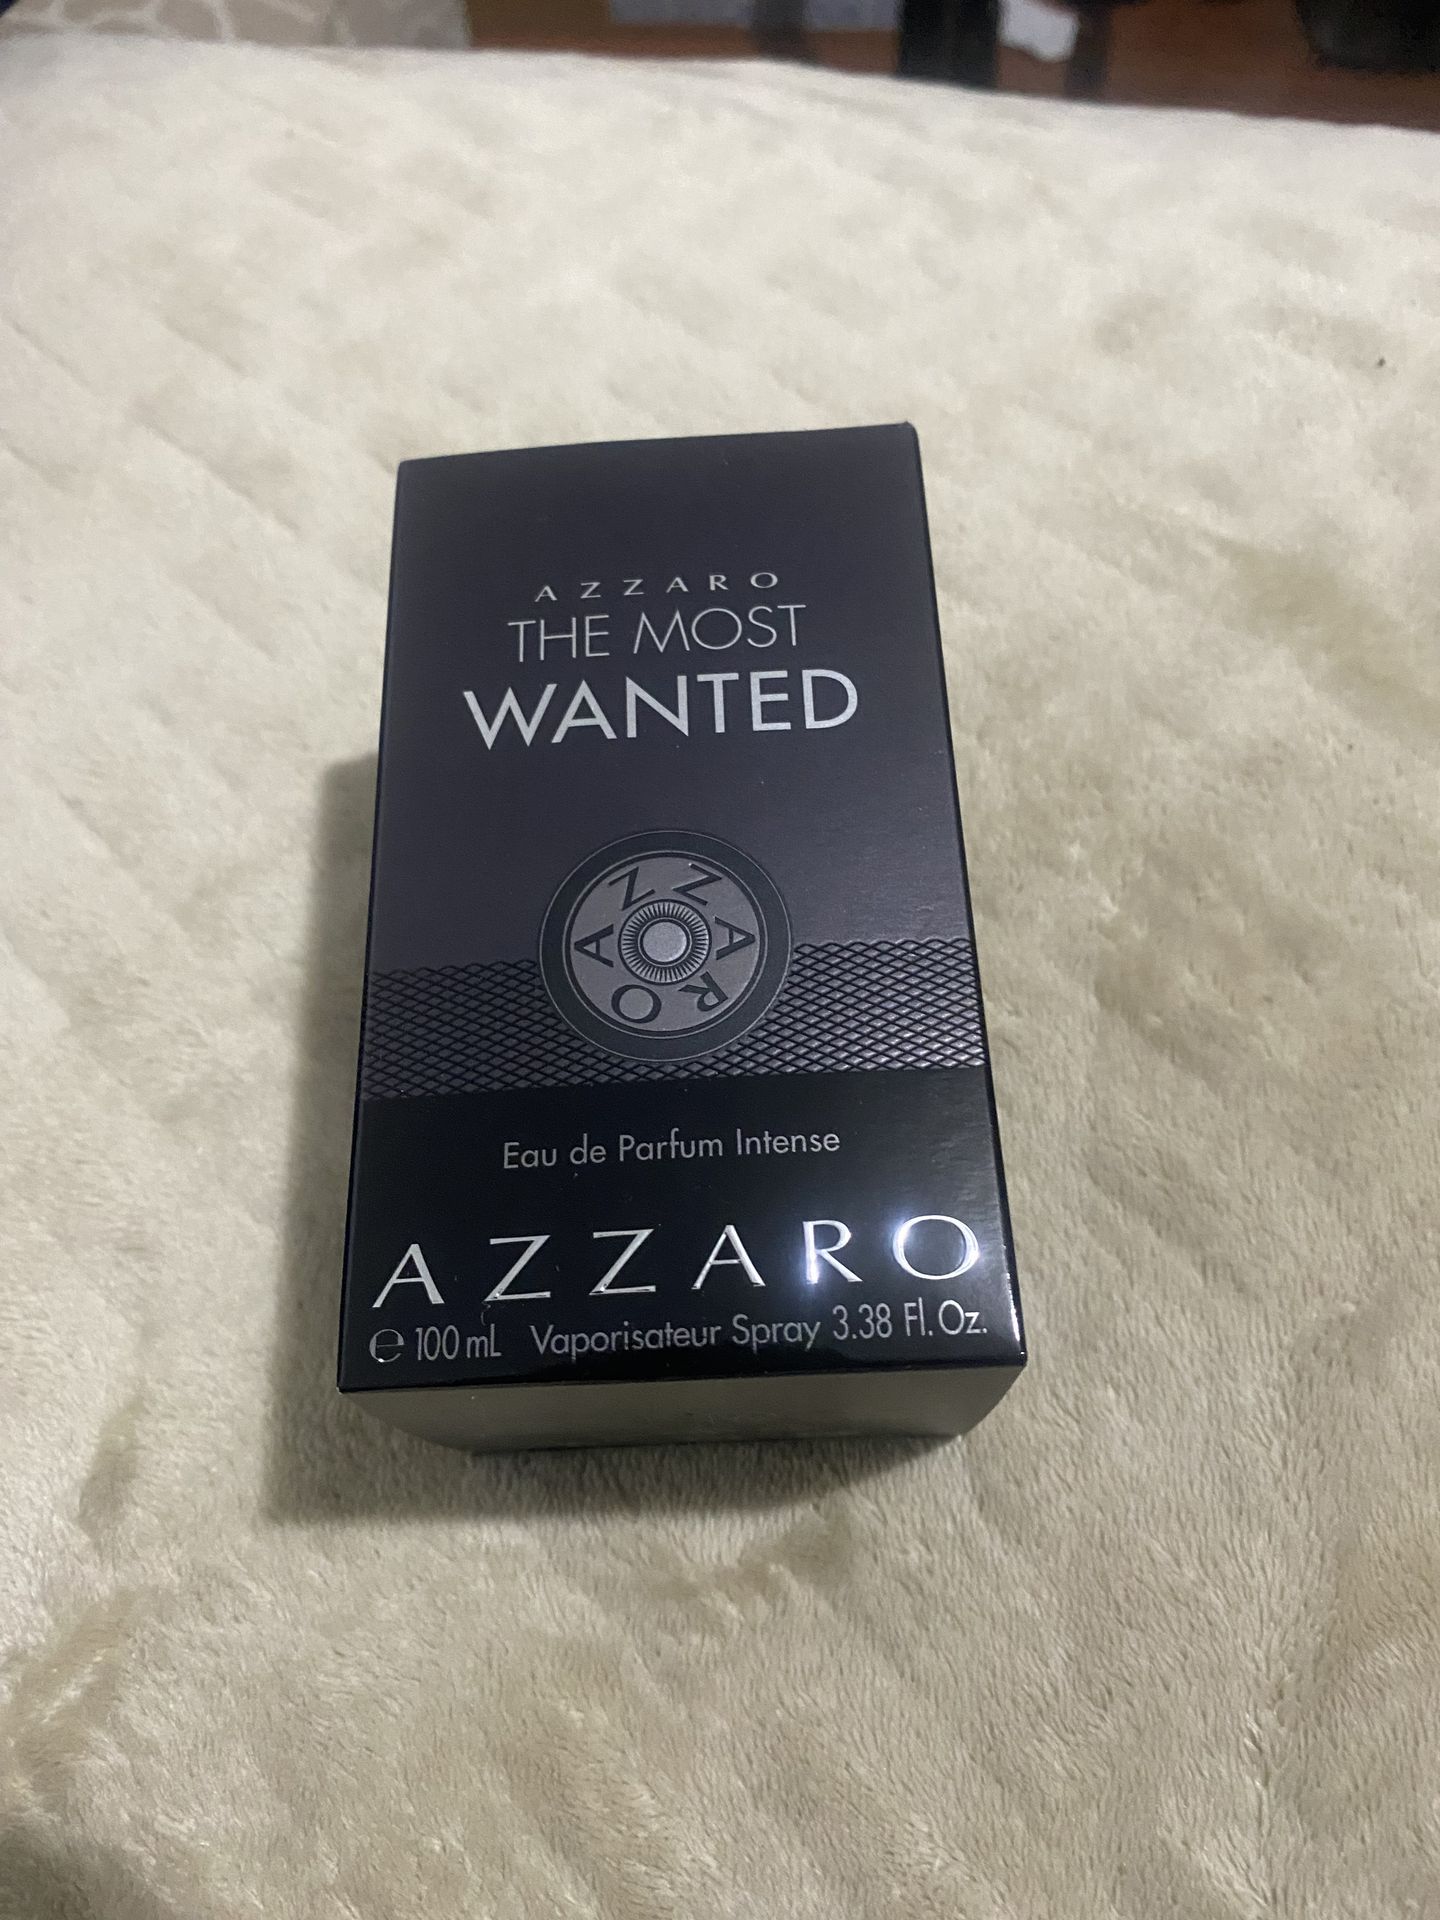 AZZARO
THE MOST
WANTED
AZZARO
Eau de Parfum Intense
AZZARO
℮ 100 mL Vaporisateur Spray 3.38 Fl. Oz.